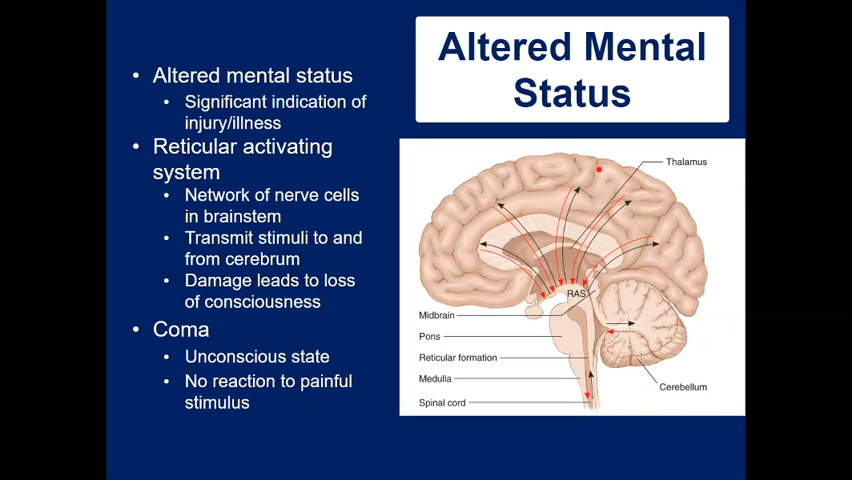 Altered Mental
Status
• Altered mental status
• Significant indication of
injury/illness
• Reticular activating
system
• Network of nerve cells
in brainstem
• Transmit stimuli to and
from cerebrum
• Damage leads to loss
of consciousness
• Coma
• Unconscious state
• No reaction to painful
stimulus
Thalamus
RAS
Midbrain
Pons
Reticular formation
Medulla
Spinal cord
Cerebellum